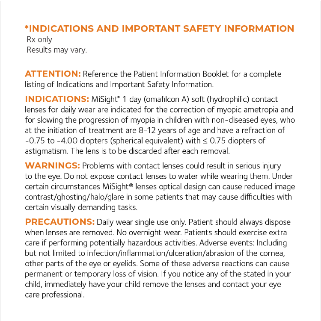 *INDICATIONS AND IMPORTANT SAFETY INFORMATION
Rx only
Results may vary.
ATTENTION: Reference the Patient Information Booklet for a complete
listing of Indications and Important Safety Information.
INDICATIONS: MiSight® 1 day (omafilcon A) soft (hydrophilic) contact
lenses for daily wear are indicated for the correction of myopic ametropia and
for slowing the progression of myopia in children with non-diseased eyes, who
at the initiation of treatment are 8-12 years of age and have a refraction of
-0.75 to -4.00 diopters (spherical equivalent) with ≤ 0.75 diopters of
astigmatism. The lens is to be discarded after each removal.
WARNINGS: Problems with contact lenses could result in serious injury
to the eye. Do not expose contact lenses to water while wearing them. Under
certain circumstances MiSight® lenses optical design can cause reduced image
contrast/ghosting/halo/glare in some patients that may cause difficulties with
certain visually demanding tasks.
PRECAUTIONS: Daily wear single use only. Patient should always dispose
when lenses are removed. No overnight wear. Patients should exercise extra
care if performing potentially hazardous activities. Adverse events: Including
but not limited to infection/inflammation/ulceration/abrasion of the cornea,
other parts of the eye or eyelids. Some of these adverse reactions can cause
permanent or temporary loss of vision. If you notice any of the stated in your
child, immediately have your child remove the lenses and contact your eye
care professional.